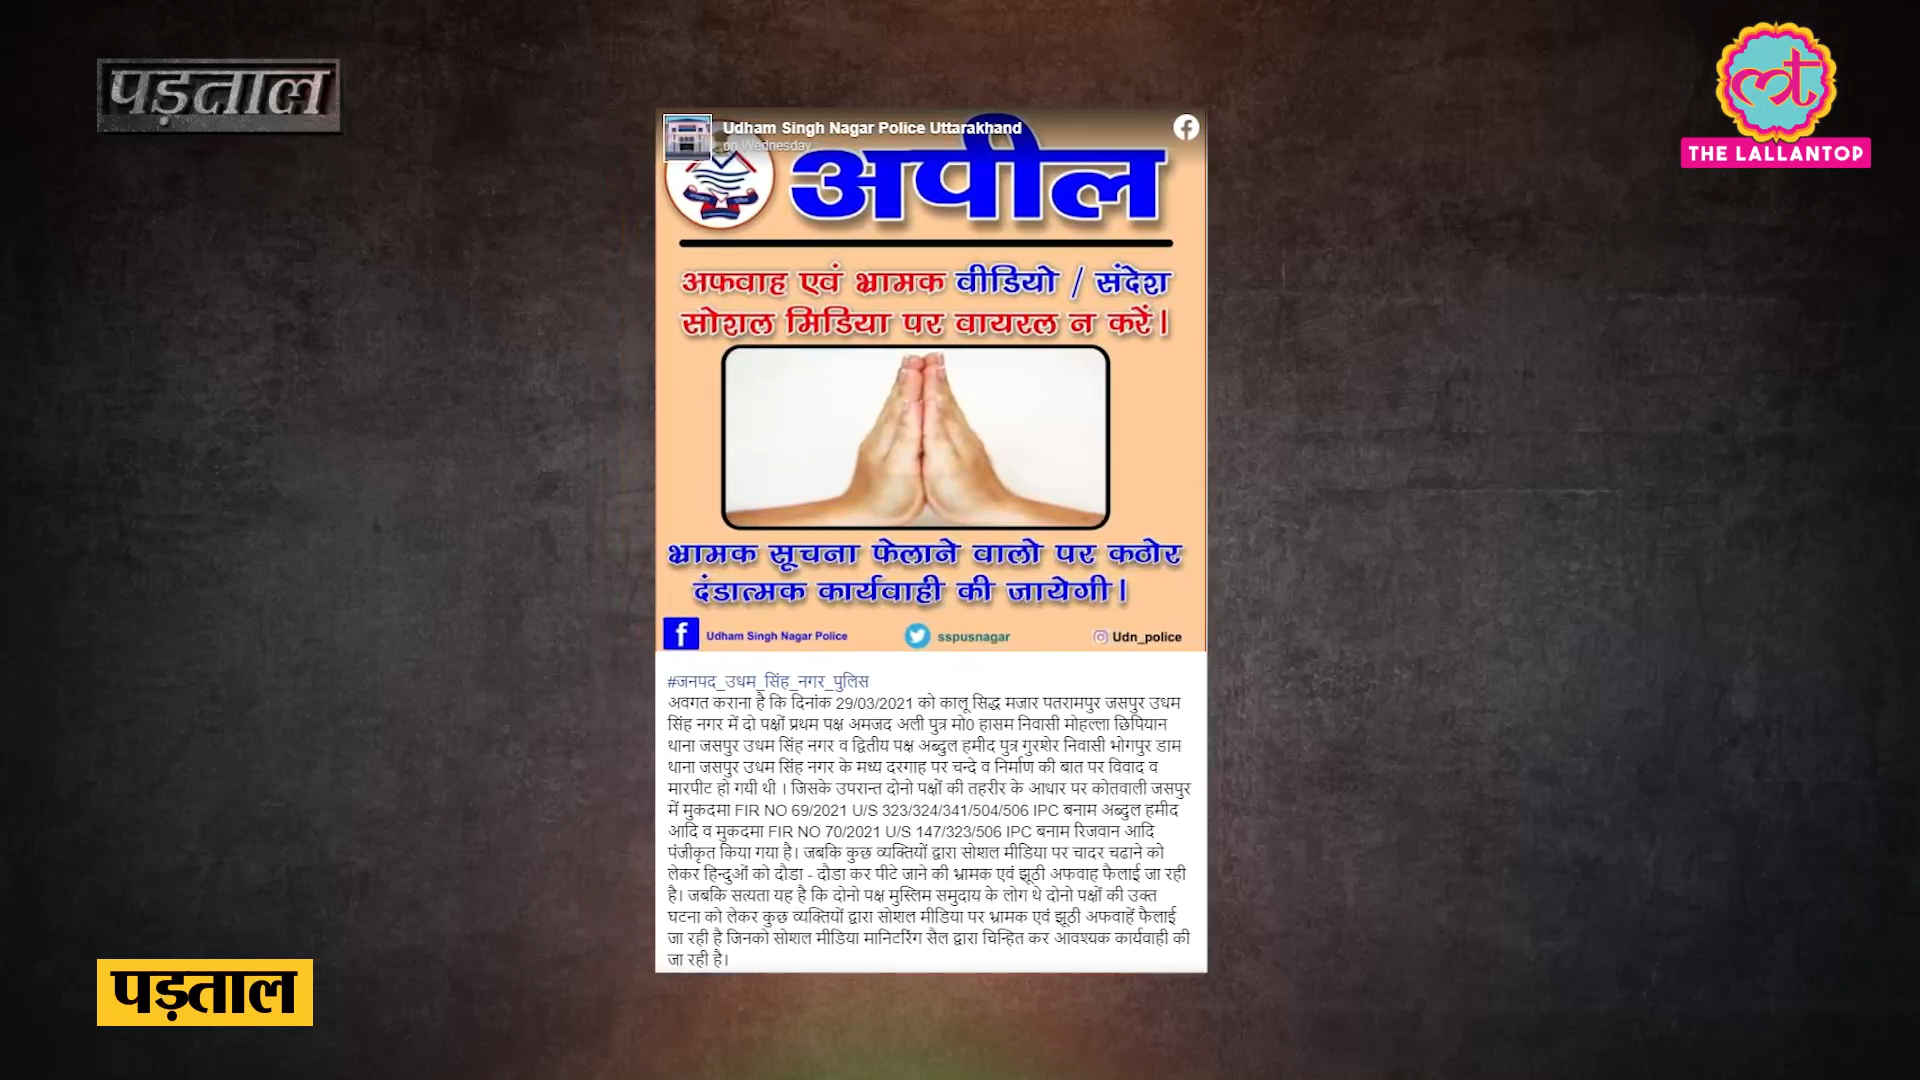 पड़ताल
THE LALLANTOP
Udham Singh Nagar Police Uttarakhand
on Wednesday
अपील
अफवाह एवं भ्रामक वीडियो / संदेश
सोशल मिडिया पर वायरल न करें।
भ्रामक सूचना फेलाने वालो पर कठोर
दंडात्मक कार्यवाही की जायेगी।
f Udham Singh Nagar Police sspusnagar Udn_police
#जनपद_उधम_सिंह_नगर_पुलिस
अवगत कराना है कि दिनांक 29/03/2021 को कालू सिद्ध मजार पतरामपुर जसपुर उधम
सिंह नगर में दो पक्षों प्रथम पक्ष अमजद अली पुत्र मो0 हासम निवासी मोहल्ला छिपियान
थाना जसपुर उधम सिंह नगर व द्वितीय पक्ष अब्दुल हमीद पुत्र गुरशेर निवासी भोगपुर डाम
थाना जसपुर उधम सिंह नगर के मध्य दरगाह पर चन्दे व निर्माण की बात पर विवाद व
मारपीट हो गयी थी । जिसके उपरान्त दोनो पक्षों की तहरीर के आधार पर कोतवाली जसपुर
में मुकदमा FIR NO 69/2021 U/S 323/324/341/504/506 IPC बनाम अब्दुल हमीद
आदि व मुकदमा FIR NO 70/2021 U/S 147/323/506 IPC बनाम रिजवान आदि
पंजीकृत किया गया है। जबकि कुछ व्यक्तियों द्वारा सोशल मीडिया पर चादर चढाने को
लेकर हिन्दुओं को दौडा - दौडा कर पीटे जाने की भ्रामक एवं झूठी अफवाह फैलाई जा रही
है। जबकि सत्यता यह है कि दोनो पक्ष मुस्लिम समुदाय के लोग थे दोनो पक्षों की उक्त
घटना को लेकर कुछ व्यक्तियों द्वारा सोशल मीडिया पर भ्रामक एवं झूठी अफवाहें फैलाई
जा रही है जिनको सोशल मीडिया मानिटरिंग सैल द्वारा चिन्हित कर आवश्यक कार्यवाही की
जा रही है।
पड़ताल